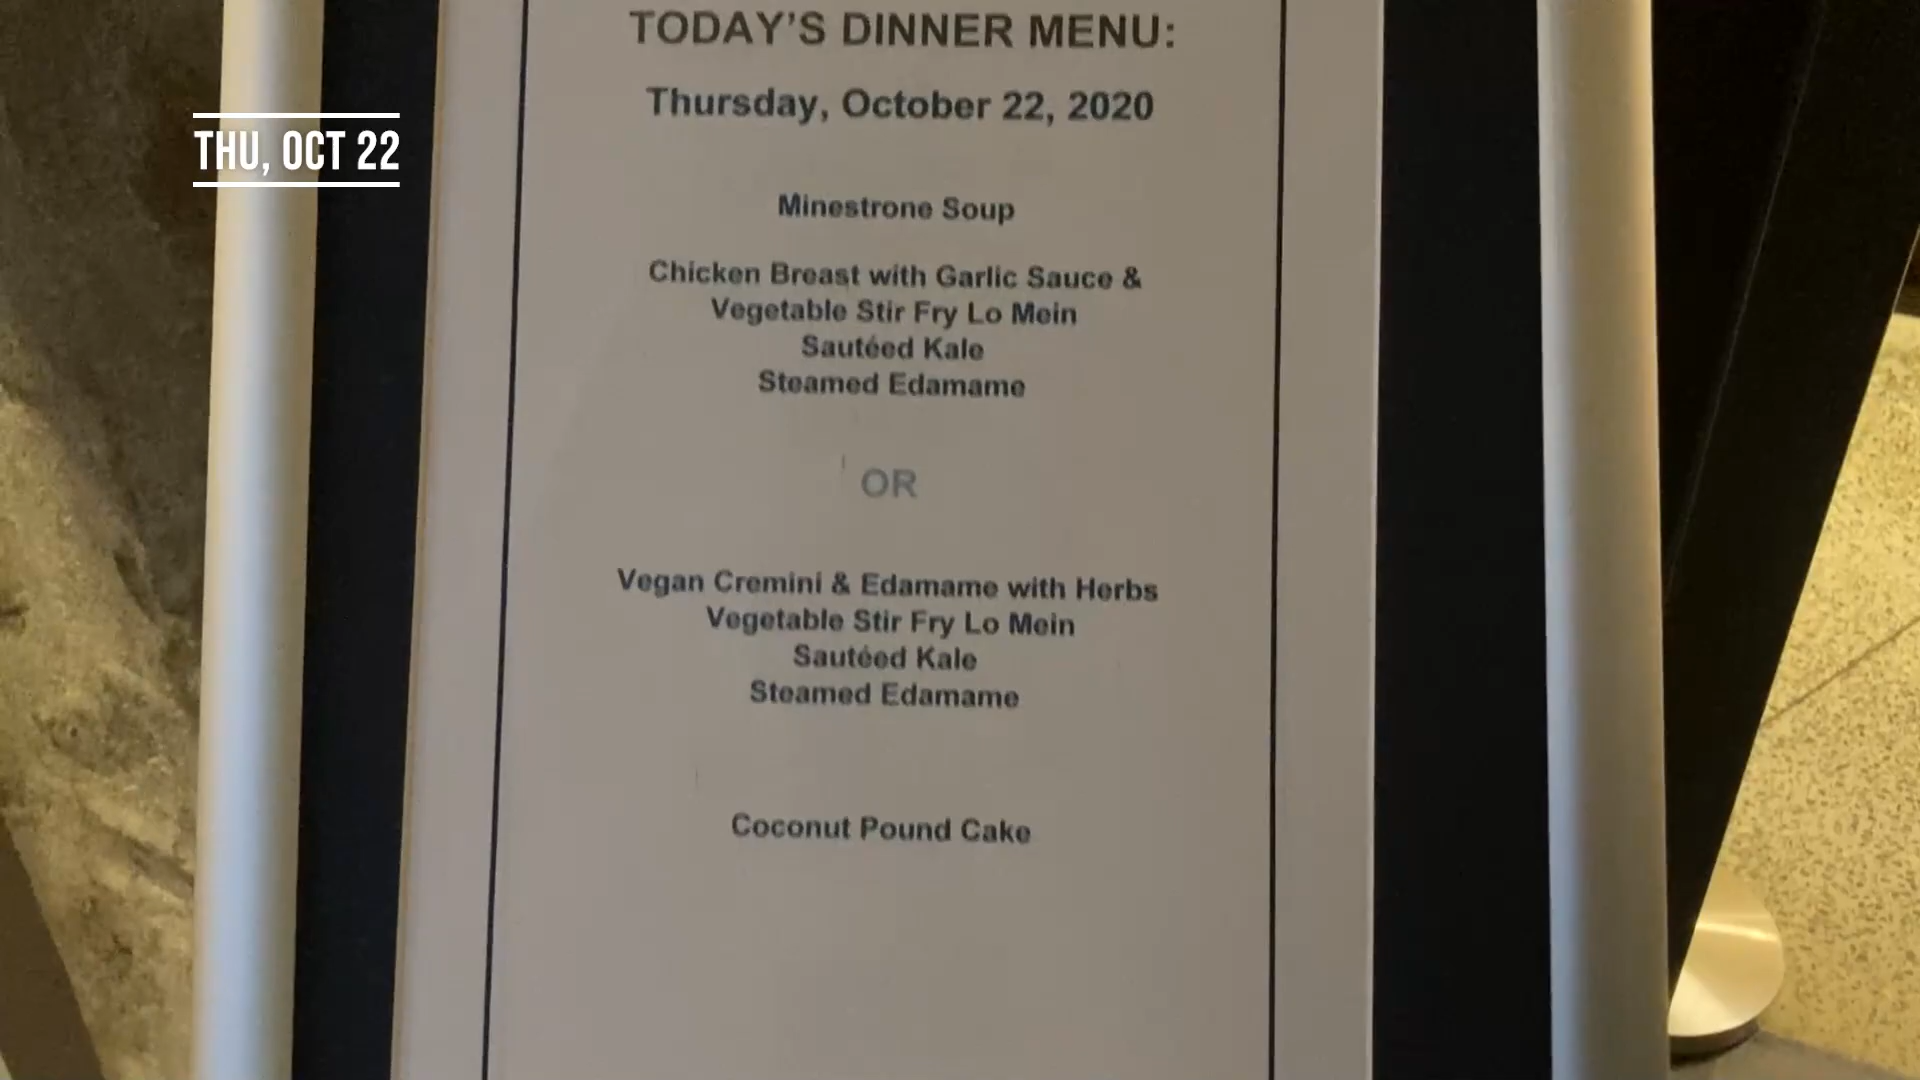 TODAY'S DINNER MENU:
Thursday, October 22, 2020
THU, OCT 22
Minestrone Soup
Chicken Breast with Garlic Sauce &
Vegetable Stir Fry Lo Mein
Sautéed Kale
Steamed Edamame
OR
Vegan Cremini & Edamame with Herbs
Vegetable Stir Fry Lo Mein
Sautéed Kale
Steamed Edamame
Coconut Pound Cake